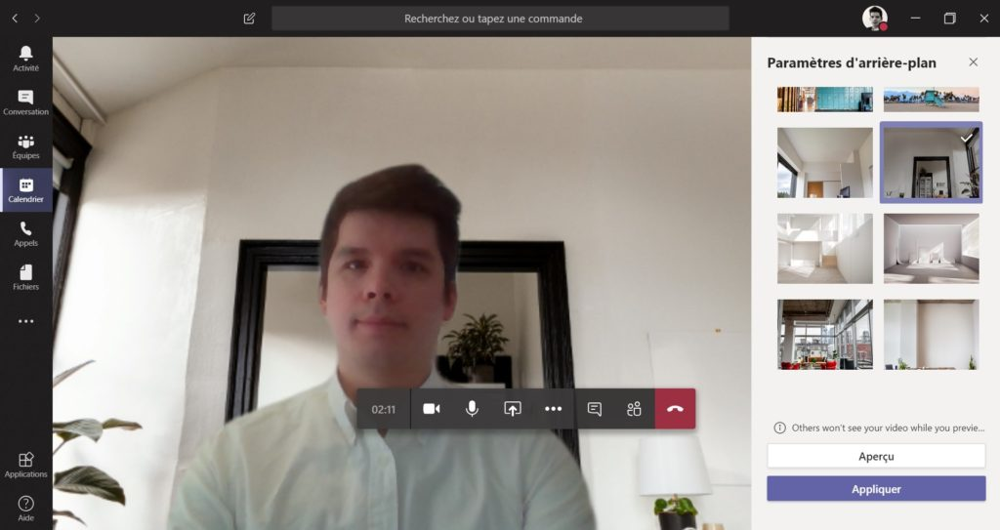 Recherchez ou tapez une commande
Activité
Conversation
Équipes
Calendrier
Appels
Fichiers
Applications
Aide
02:11
Paramètres d'arrière-plan
Others won't see your video while you previe...
Aperçu
Appliquer